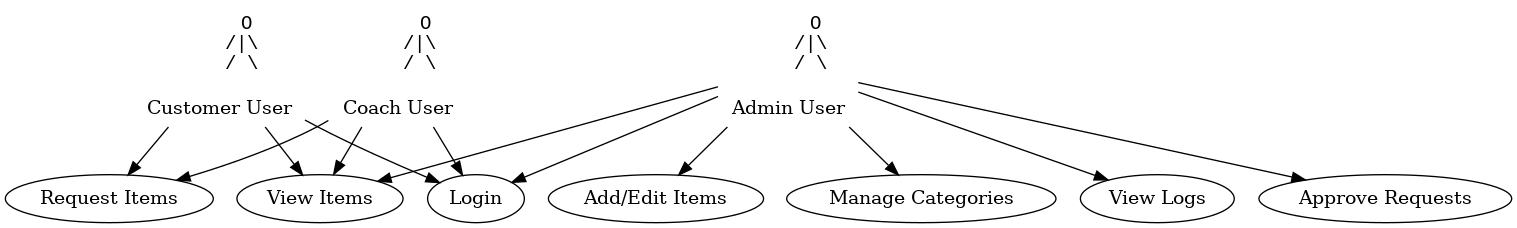 Customer User
Coach User
Admin User
Request Items
View Items
Login
Add/Edit Items
Manage Categories
View Logs
Approve Requests